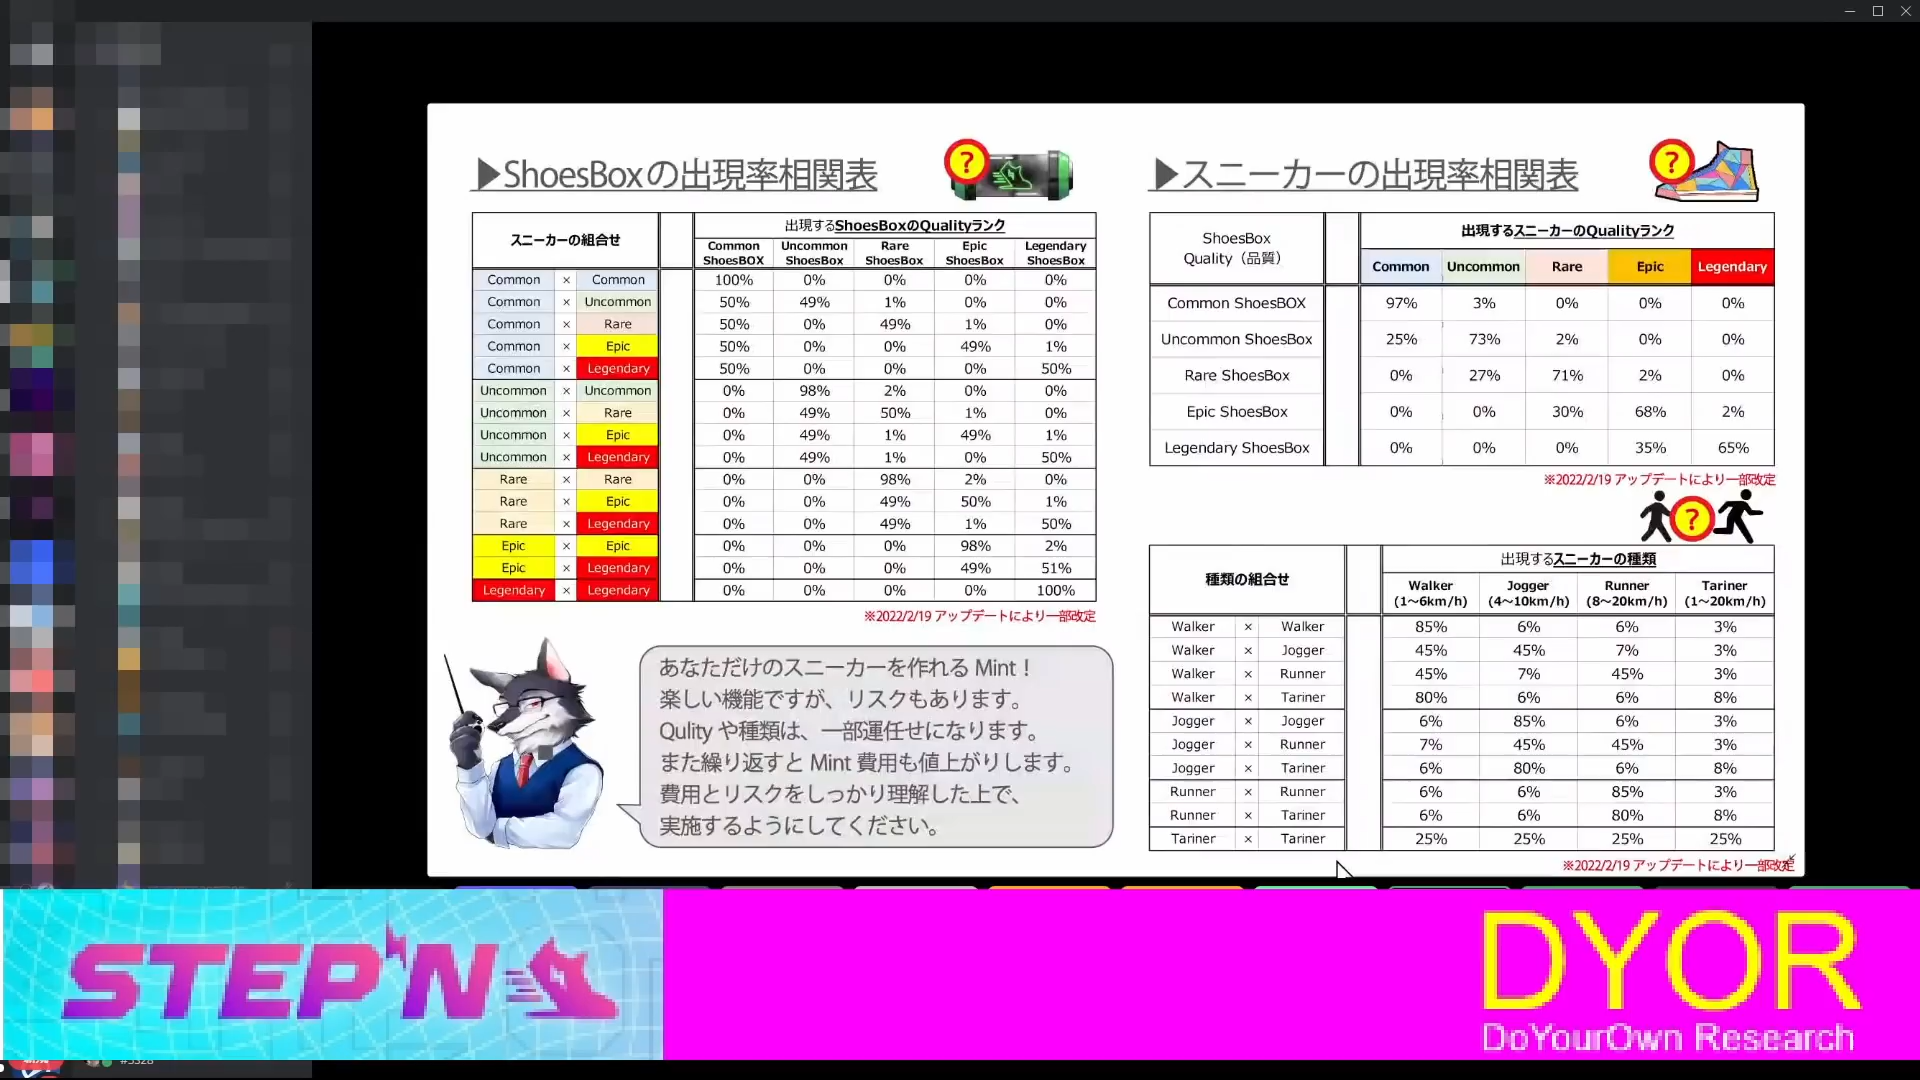 ▶ShoesBoxの出現率相関表
スニーカーの組合せ 出現するShoesBoxのQualityランク
Common ShoesBOX Uncommon ShoesBox Rare ShoesBox Epic ShoesBox Legendary ShoesBox
Common × Common 100% 0% 0% 0% 0%
Common × Uncommon 50% 49% 1% 0% 0%
Common × Rare 50% 0% 49% 1% 0%
Common × Epic 50% 0% 0% 49% 1%
Common × Legendary 50% 0% 0% 0% 50%
Uncommon × Uncommon 0% 98% 2% 0% 0%
Uncommon × Rare 0% 49% 50% 1% 0%
Uncommon × Epic 0% 49% 1% 49% 1%
Uncommon × Legendary 0% 49% 1% 0% 50%
Rare × Rare 0% 0% 98% 2% 0%
Rare × Epic 0% 0% 49% 50% 1%
Rare × Legendary 0% 0% 49% 1% 50%
Epic × Epic 0% 0% 0% 98% 2%
Epic × Legendary 0% 0% 0% 49% 51%
Legendary × Legendary 0% 0% 0% 0% 100%
※2022/2/19 アップデートにより一部改定
あなただけのスニーカーを作れる Mint！
楽しい機能ですが、リスクもあります。
Qulity や種類は、一部運任せになります。
また繰り返すと Mint 費用も値上がりします。
費用とリスクをしっかり理解した上で、
実施するようにしてください。
▶スニーカーの出現率相関表
ShoesBox Quality（品質） 出現するスニーカーのQualityランク
Common Uncommon Rare Epic Legendary
Common ShoesBOX 97% 3% 0% 0% 0%
Uncommon ShoesBox 25% 73% 2% 0% 0%
Rare ShoesBox 0% 27% 71% 2% 0%
Epic ShoesBox 0% 0% 30% 68% 2%
Legendary ShoesBox 0% 0% 0% 35% 65%
※2022/2/19 アップデートにより一部改定
種類の組合せ 出現するスニーカーの種類
Walker (1～6km/h) Jogger (4～10km/h) Runner (8～20km/h) Tariner (1～20km/h)
Walker × Walker 85% 6% 6% 3%
Walker × Jogger 45% 45% 7% 3%
Walker × Runner 45% 7% 45% 3%
Walker × Tariner 80% 6% 6% 8%
Jogger × Jogger 6% 85% 6% 3%
Jogger × Runner 7% 45% 45% 3%
Jogger × Tariner 6% 80% 6% 8%
Runner × Runner 6% 6% 85% 3%
Runner × Tariner 6% 6% 80% 8%
Tariner × Tariner 25% 25% 25% 25%
※2022/2/19 アップデートにより一部改定
STEP'N
DYOR
DoYourOwn Research